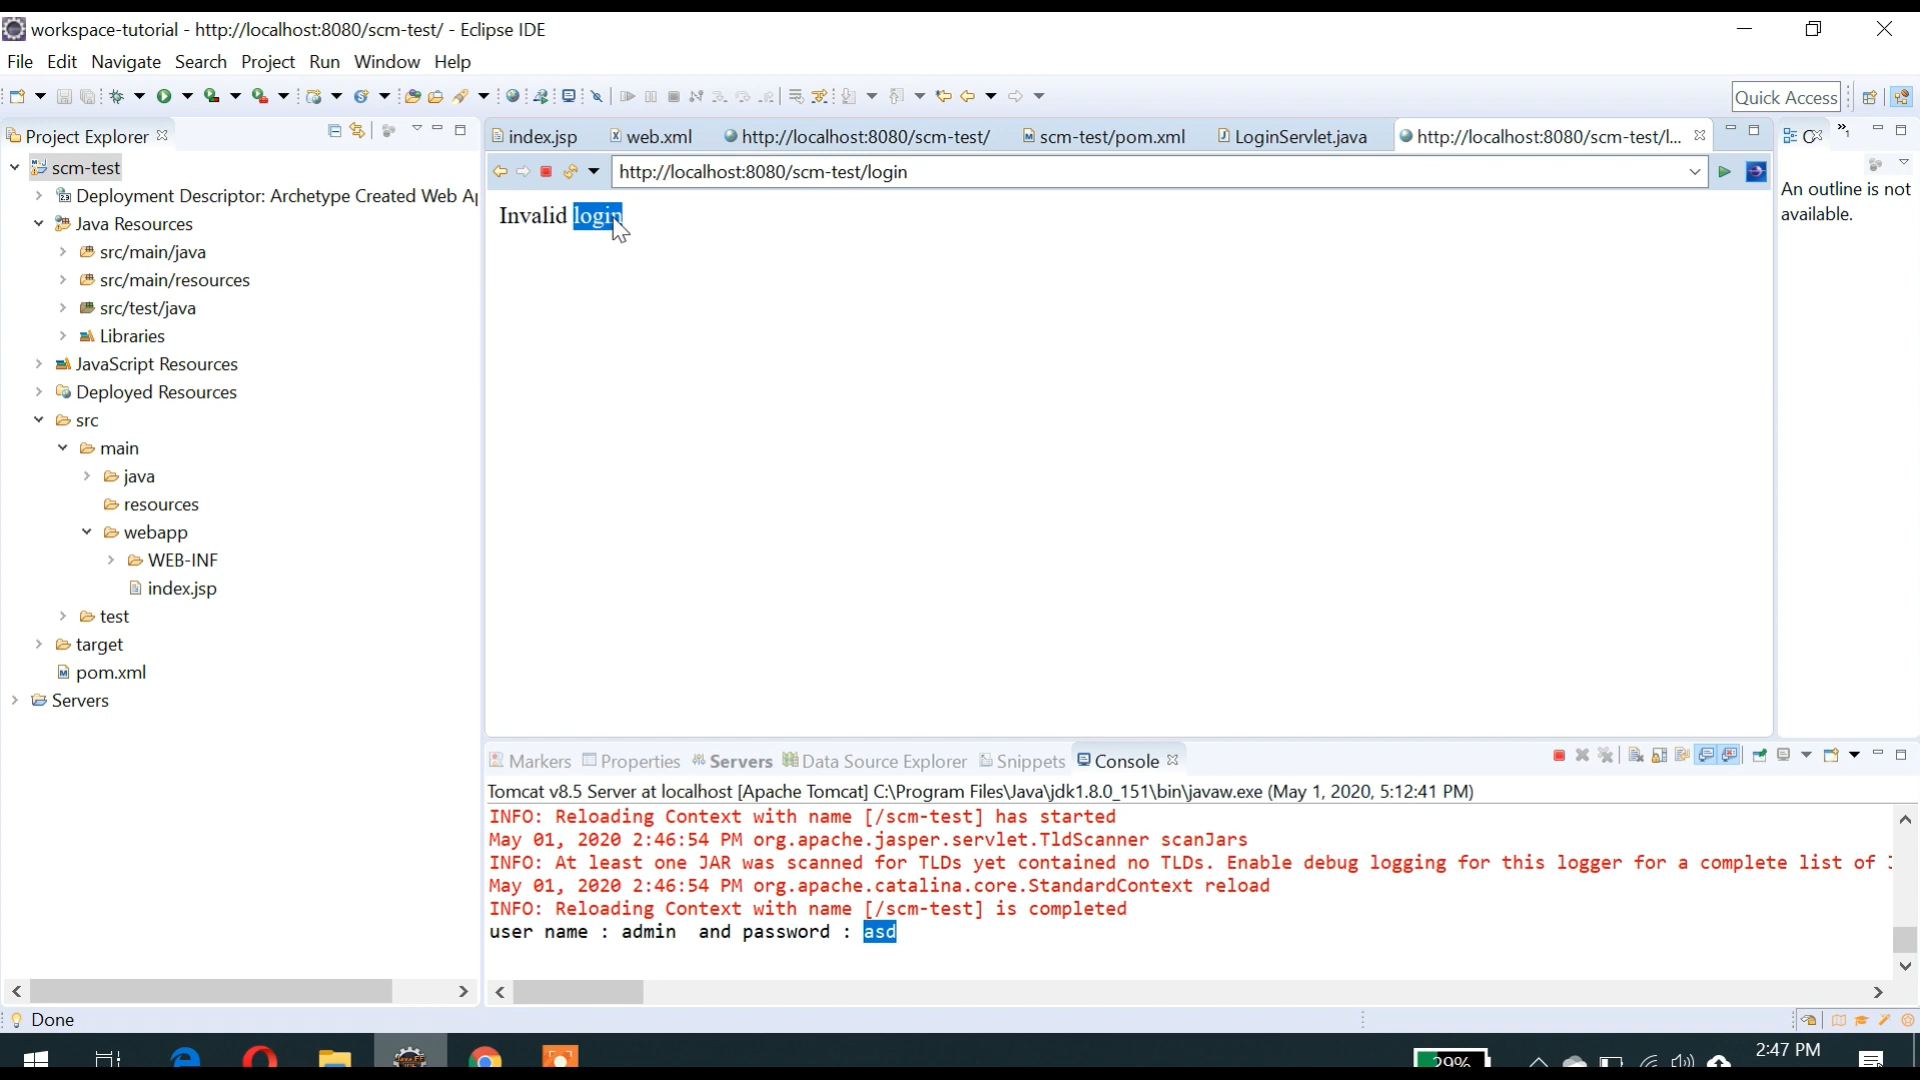 workspace-tutorial - http://localhost:8080/scm-test/ - Eclipse IDE
File Edit Navigate Search Project Run Window Help
Quick Access
Project Explorer
index.jsp web.xml http://localhost:8080/scm-test/ scm-test/pom.xml LoginServlet.java http://localhost:8080/scm-test/l...
http://localhost:8080/scm-test/login
Invalid login
An outline is not
available.
scm-test
Deployment Descriptor: Archetype Created Web Ap
Java Resources
src/main/java
src/main/resources
src/test/java
Libraries
JavaScript Resources
Deployed Resources
src
main
java
resources
webapp
WEB-INF
index.jsp
test
target
pom.xml
Servers
Markers Properties Servers Data Source Explorer Snippets Console
Tomcat v8.5 Server at localhost [Apache Tomcat] C:\Program Files\Java\jdk1.8.0_151\bin\javaw.exe (May 1, 2020, 5:12:41 PM)
INFO: Reloading Context with name [/scm-test] has started
May 01, 2020 2:46:54 PM org.apache.jasper.servlet.TldScanner scanJars
INFO: At least one JAR was scanned for TLDs yet contained no TLDs. Enable debug logging for this logger for a complete list of
May 01, 2020 2:46:54 PM org.apache.catalina.core.StandardContext reload
INFO: Reloading Context with name [/scm-test] is completed
user name : admin  and password : asd
Done
29%
2:47 PM